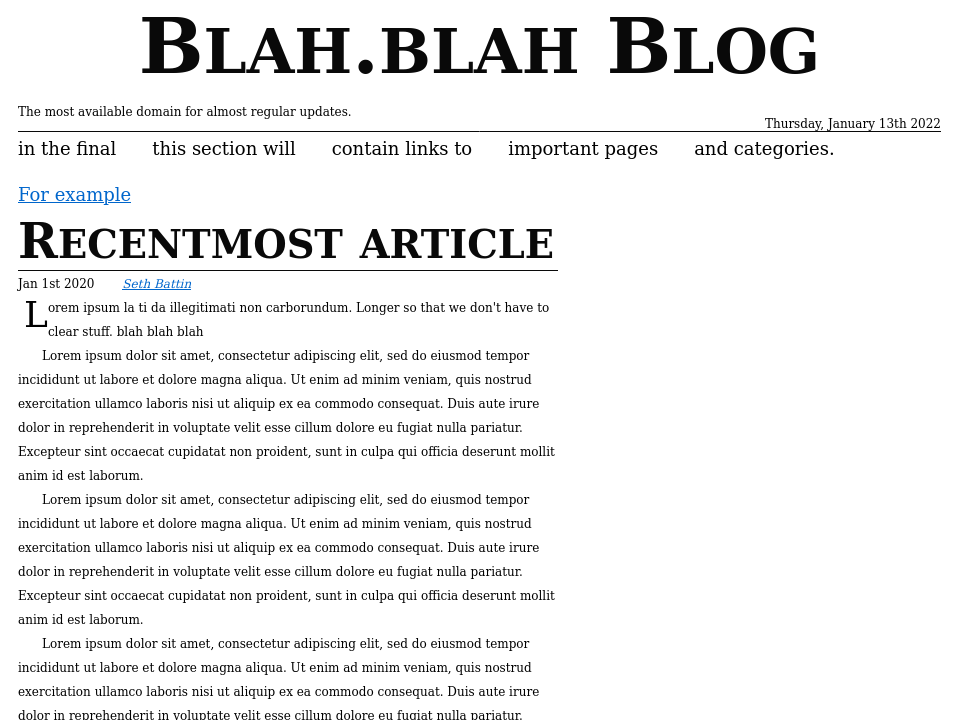 Blah.blah Blog
The most available domain for almost regular updates.
Thursday, January 13th 2022
in the final this section will contain links to important pages and categories.
For example
Recentmost article
Jan 1st 2020 Seth Battin
Lorem ipsum la ti da illegitimati non carborundum. Longer so that we don't have to
clear stuff. blah blah blah
Lorem ipsum dolor sit amet, consectetur adipiscing elit, sed do eiusmod tempor
incididunt ut labore et dolore magna aliqua. Ut enim ad minim veniam, quis nostrud
exercitation ullamco laboris nisi ut aliquip ex ea commodo consequat. Duis aute irure
dolor in reprehenderit in voluptate velit esse cillum dolore eu fugiat nulla pariatur.
Excepteur sint occaecat cupidatat non proident, sunt in culpa qui officia deserunt mollit
anim id est laborum.
Lorem ipsum dolor sit amet, consectetur adipiscing elit, sed do eiusmod tempor
incididunt ut labore et dolore magna aliqua. Ut enim ad minim veniam, quis nostrud
exercitation ullamco laboris nisi ut aliquip ex ea commodo consequat. Duis aute irure
dolor in reprehenderit in voluptate velit esse cillum dolore eu fugiat nulla pariatur.
Excepteur sint occaecat cupidatat non proident, sunt in culpa qui officia deserunt mollit
anim id est laborum.
Lorem ipsum dolor sit amet, consectetur adipiscing elit, sed do eiusmod tempor
incididunt ut labore et dolore magna aliqua. Ut enim ad minim veniam, quis nostrud
exercitation ullamco laboris nisi ut aliquip ex ea commodo consequat. Duis aute irure
dolor in reprehenderit in voluptate velit esse cillum dolore eu fugiat nulla pariatur.